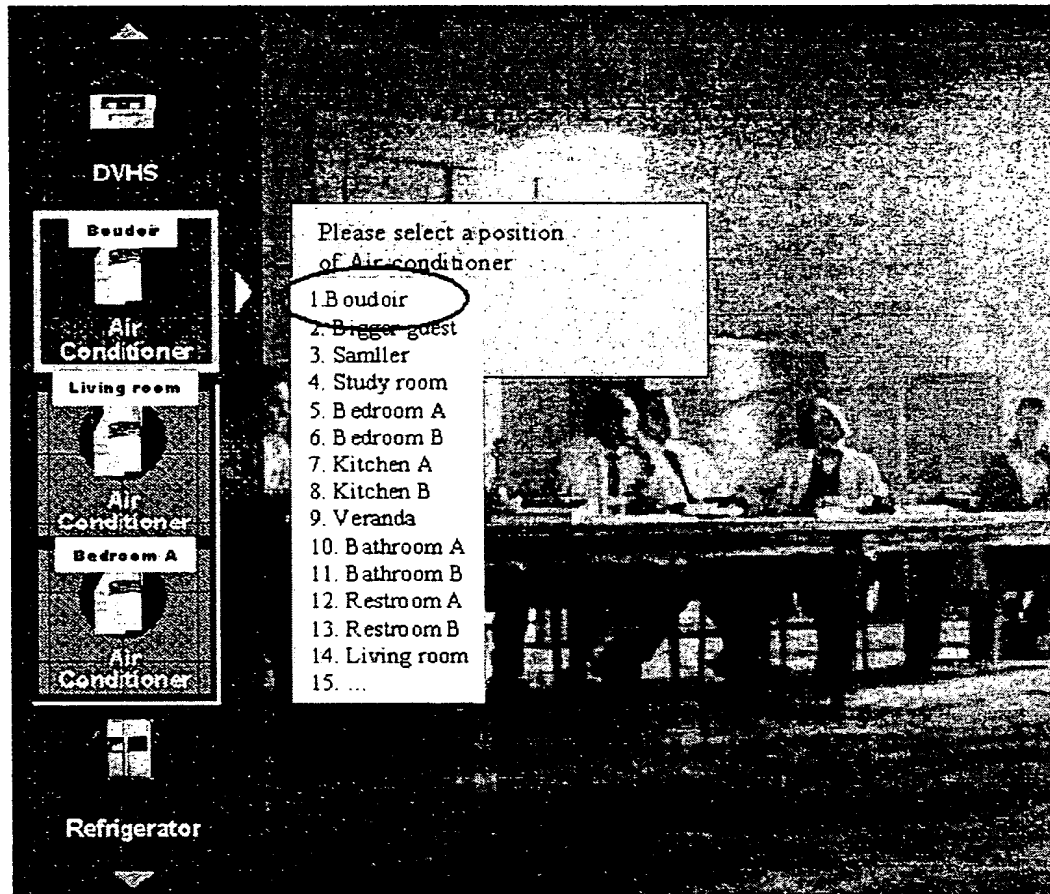 DVHS
Boudoir
Air
Conditioner
Living room
Air
Conditioner
Bedroom A
Air
Conditioner
Refrigerator
Please select a position
of Air conditioner
1.Boudoir
2. Bigger guest
3. Samller
4. Study room
5. Bedroom A
6. Bedroom B
7. Kitchen A
8. Kitchen B
9. Veranda
10. Bathroom A
11. Bathroom B
12. Restroom A
13. Restroom B
14. Living room
15. ...